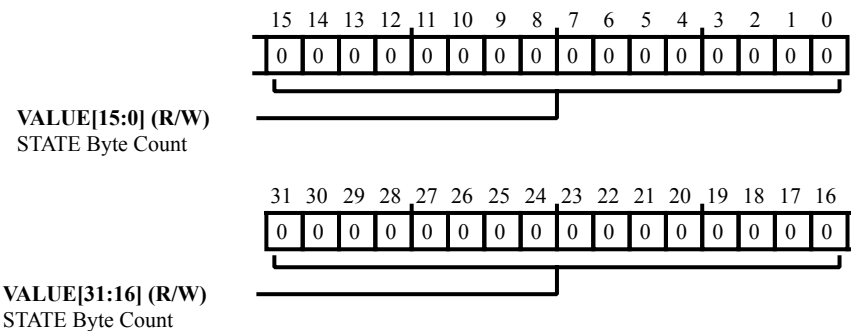 15 14 13 12 11 10 9 8 7 6 5 4 3 2 1 0
0 0 0 0 0 0 0 0 0 0 0 0 0 0 0 0
VALUE[15:0] (R/W)
STATE Byte Count
31 30 29 28 27 26 25 24 23 22 21 20 19 18 17 16
0 0 0 0 0 0 0 0 0 0 0 0 0 0 0 0
VALUE[31:16] (R/W)
STATE Byte Count